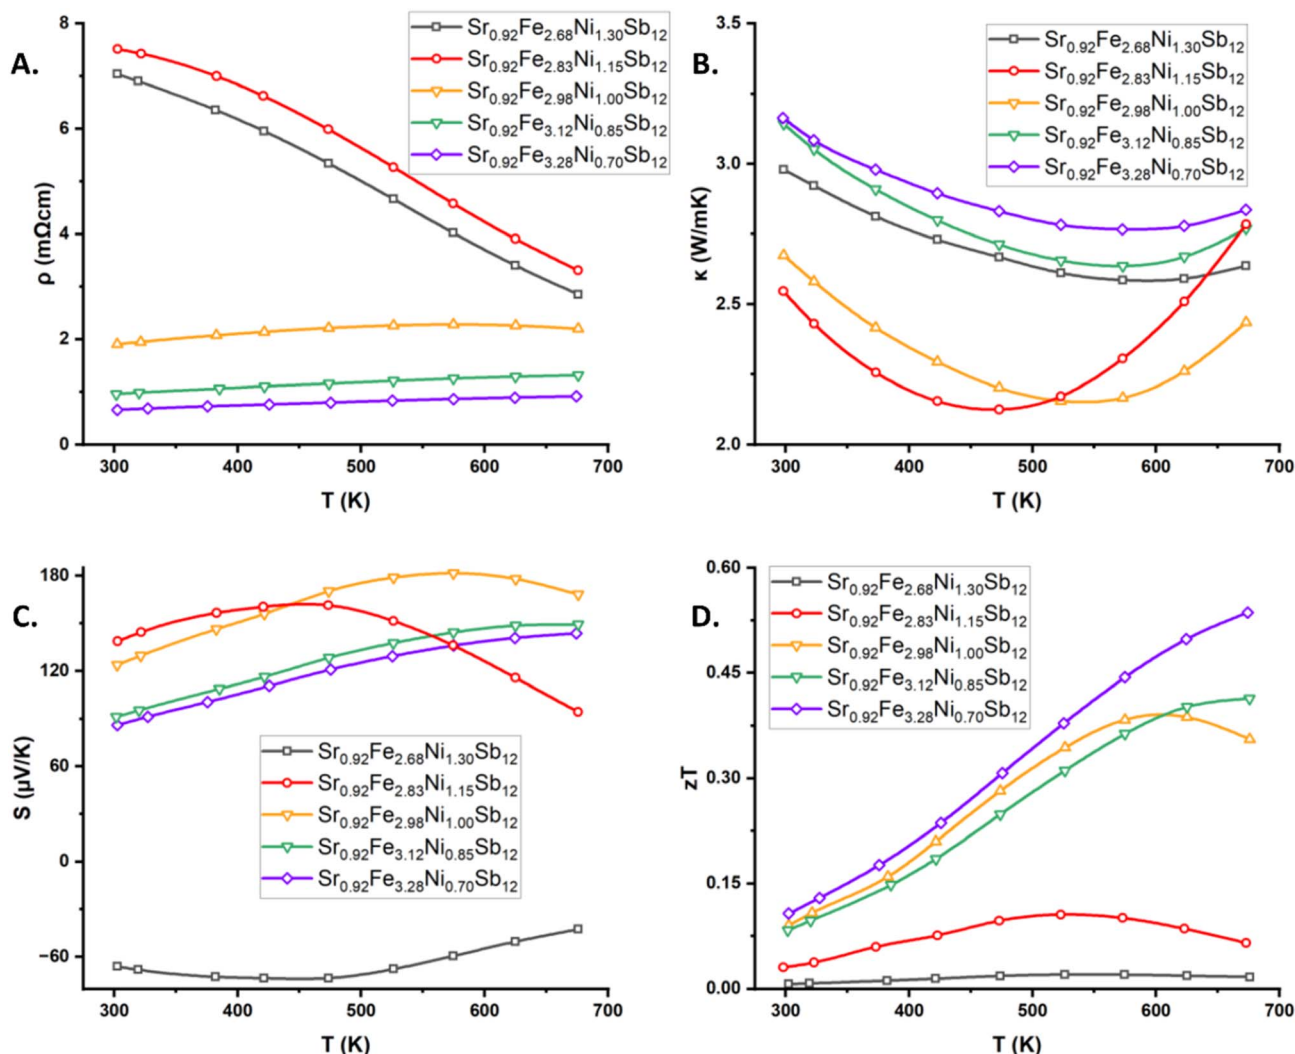 A.
ρ (mΩcm)
8
6
4
2
0
300 400 500 600 700
T (K)
Sr0.92Fe2.68Ni1.30Sb12
Sr0.92Fe2.83Ni1.15Sb12
Sr0.92Fe2.98Ni1.00Sb12
Sr0.92Fe3.12Ni0.85Sb12
Sr0.92Fe3.28Ni0.70Sb12
B.
κ (W/mK)
3.5
3.0
2.5
2.0
300 400 500 600 700
T (K)
Sr0.92Fe2.68Ni1.30Sb12
Sr0.92Fe2.83Ni1.15Sb12
Sr0.92Fe2.98Ni1.00Sb12
Sr0.92Fe3.12Ni0.85Sb12
Sr0.92Fe3.28Ni0.70Sb12
C.
S (µV/K)
180
120
60
0
−60
300 400 500 600 700
T (K)
Sr0.92Fe2.68Ni1.30Sb12
Sr0.92Fe2.83Ni1.15Sb12
Sr0.92Fe2.98Ni1.00Sb12
Sr0.92Fe3.12Ni0.85Sb12
Sr0.92Fe3.28Ni0.70Sb12
D.
zT
0.60
0.45
0.30
0.15
0.00
300 400 500 600 700
T (K)
Sr0.92Fe2.68Ni1.30Sb12
Sr0.92Fe2.83Ni1.15Sb12
Sr0.92Fe2.98Ni1.00Sb12
Sr0.92Fe3.12Ni0.85Sb12
Sr0.92Fe3.28Ni0.70Sb12